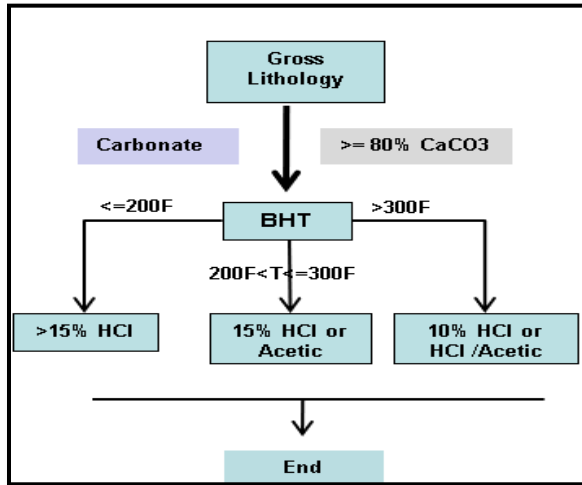 Gross
Lithology
Carbonate
>= 80% CaCO3
<=200F
BHT
>300F
200F<T<=300F
>15% HCl
15% HCl or
Acetic
10% HCl or
HCl /Acetic
End